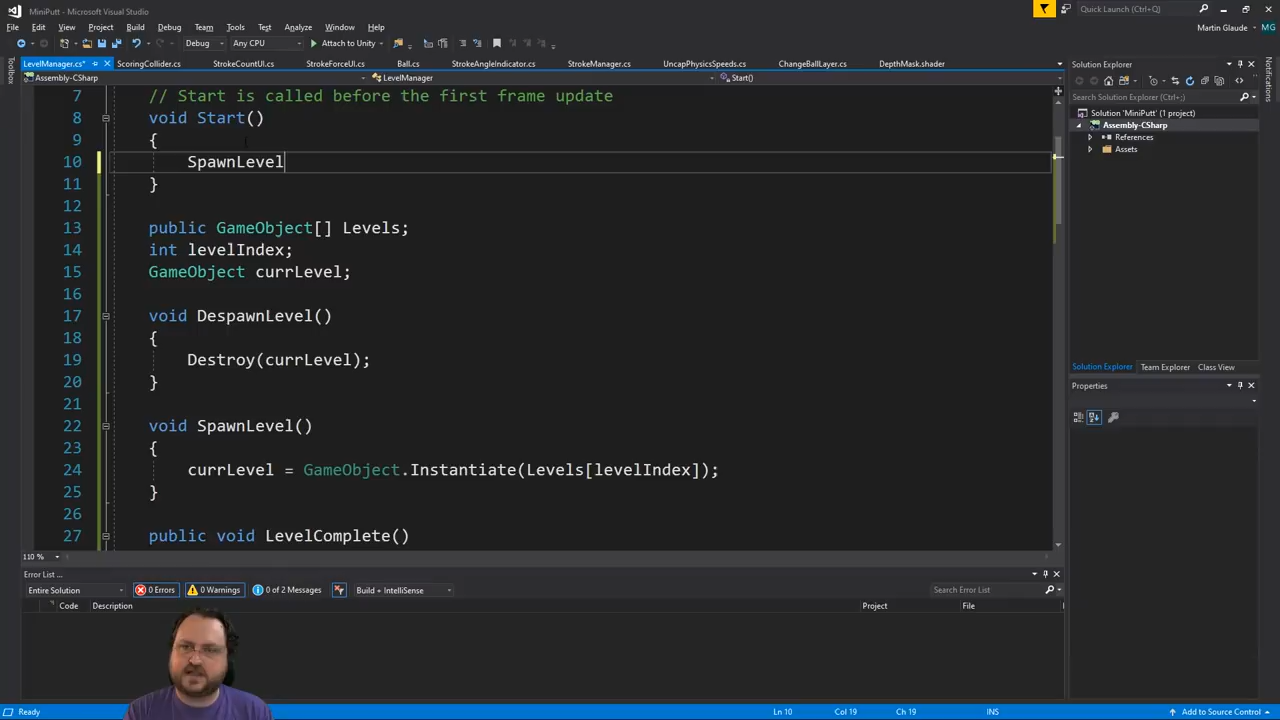 MiniPutt - Microsoft Visual Studio
Quick Launch (Ctrl+Q)
File Edit View Project Build Debug Team Tools Test Analyze Window Help
Martin Glaude MG
Debug Any CPU Attach to Unity
LevelManager.cs* ScoringCollider.cs StrokeCountUI.cs StrokeForceUI.cs Ball.cs StrokeAngleIndicator.cs StrokeManager.cs UncapPhysicsSpeeds.cs ChangeBallLayer.cs DepthMask.shader
Assembly-CSharp LevelManager Start()
Toolbox
7 // Start is called before the first frame update
8 void Start()
9 {
10 SpawnLevel
11 }
12
13 public GameObject[] Levels;
14 int levelIndex;
15 GameObject currLevel;
16
17 void DespawnLevel()
18 {
19 Destroy(currLevel);
20 }
21
22 void SpawnLevel()
23 {
24 currLevel = GameObject.Instantiate(Levels[levelIndex]);
25 }
26
27 public void LevelComplete()
110 %
Solution Explorer
Search Solution Explorer (Ctrl+;)
Solution 'MiniPutt' (1 project)
Assembly-CSharp
References
Assets
Solution Explorer Team Explorer Class View
Properties
Notifications
Error List ...
Entire Solution 0 Errors 0 Warnings 0 of 2 Messages Build + IntelliSense Search Error List
Code Description Project File
Ready Ln 10 Col 19 Ch 19 INS Add to Source Control